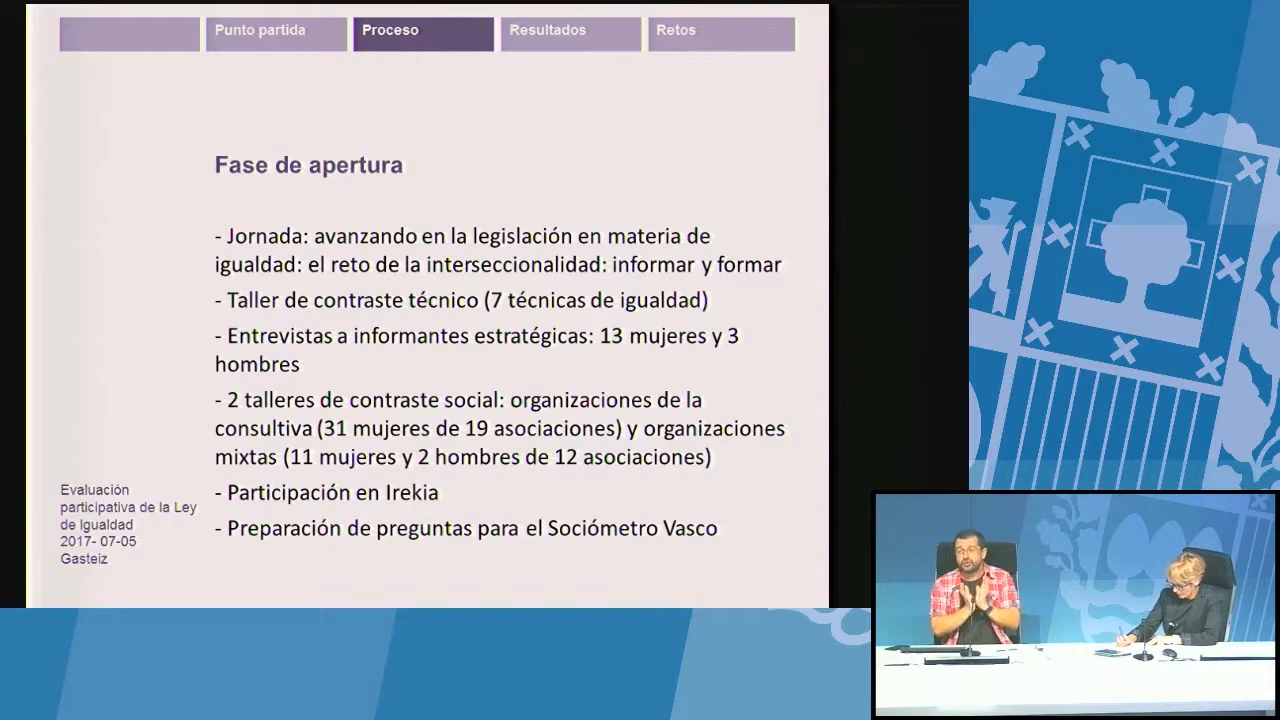 Punto partida
Proceso
Resultados
Retos
Fase de apertura
- Jornada: avanzando en la legislación en materia de
igualdad: el reto de la interseccionalidad: informar y formar
- Taller de contraste técnico (7 técnicas de igualdad)
- Entrevistas a informantes estratégicas: 13 mujeres y 3
hombres
- 2 talleres de contraste social: organizaciones de la
consultiva (31 mujeres de 19 asociaciones) y organizaciones
mixtas (11 mujeres y 2 hombres de 12 asociaciones)
- Participación en Irekia
- Preparación de preguntas para el Sociómetro Vasco
Evaluación
participativa de la Ley
de Igualdad
2017- 07-05
Gasteiz